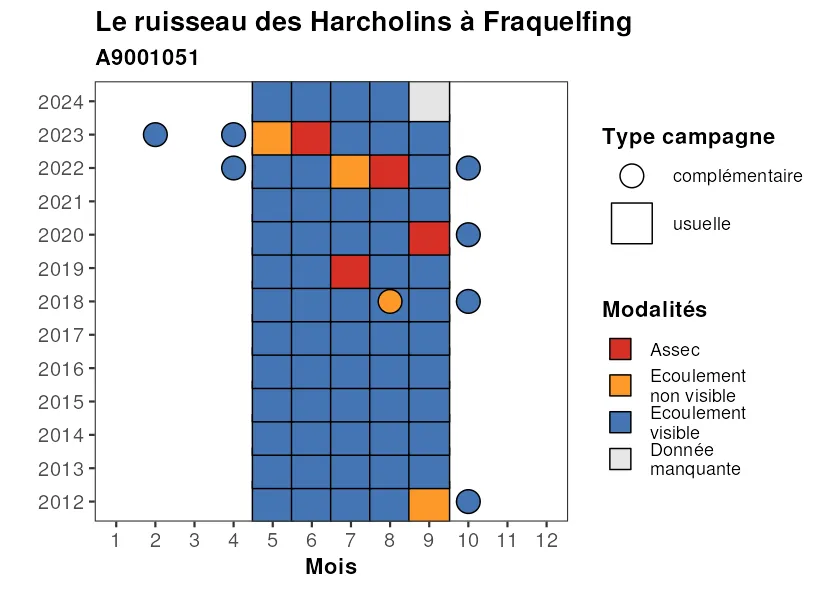 Le ruisseau des Harcholins à Fraquelfing
A9001051
2024
2023
2022
2021
2020
2019
2018
2017
2016
2015
2014
2013
2012
1 2 3 4 5 6 7 8 9 10 11 12
Mois
Type campagne
complémentaire
usuelle
Modalités
Assec
Ecoulement
non visible
Ecoulement
visible
Donnée
manquante